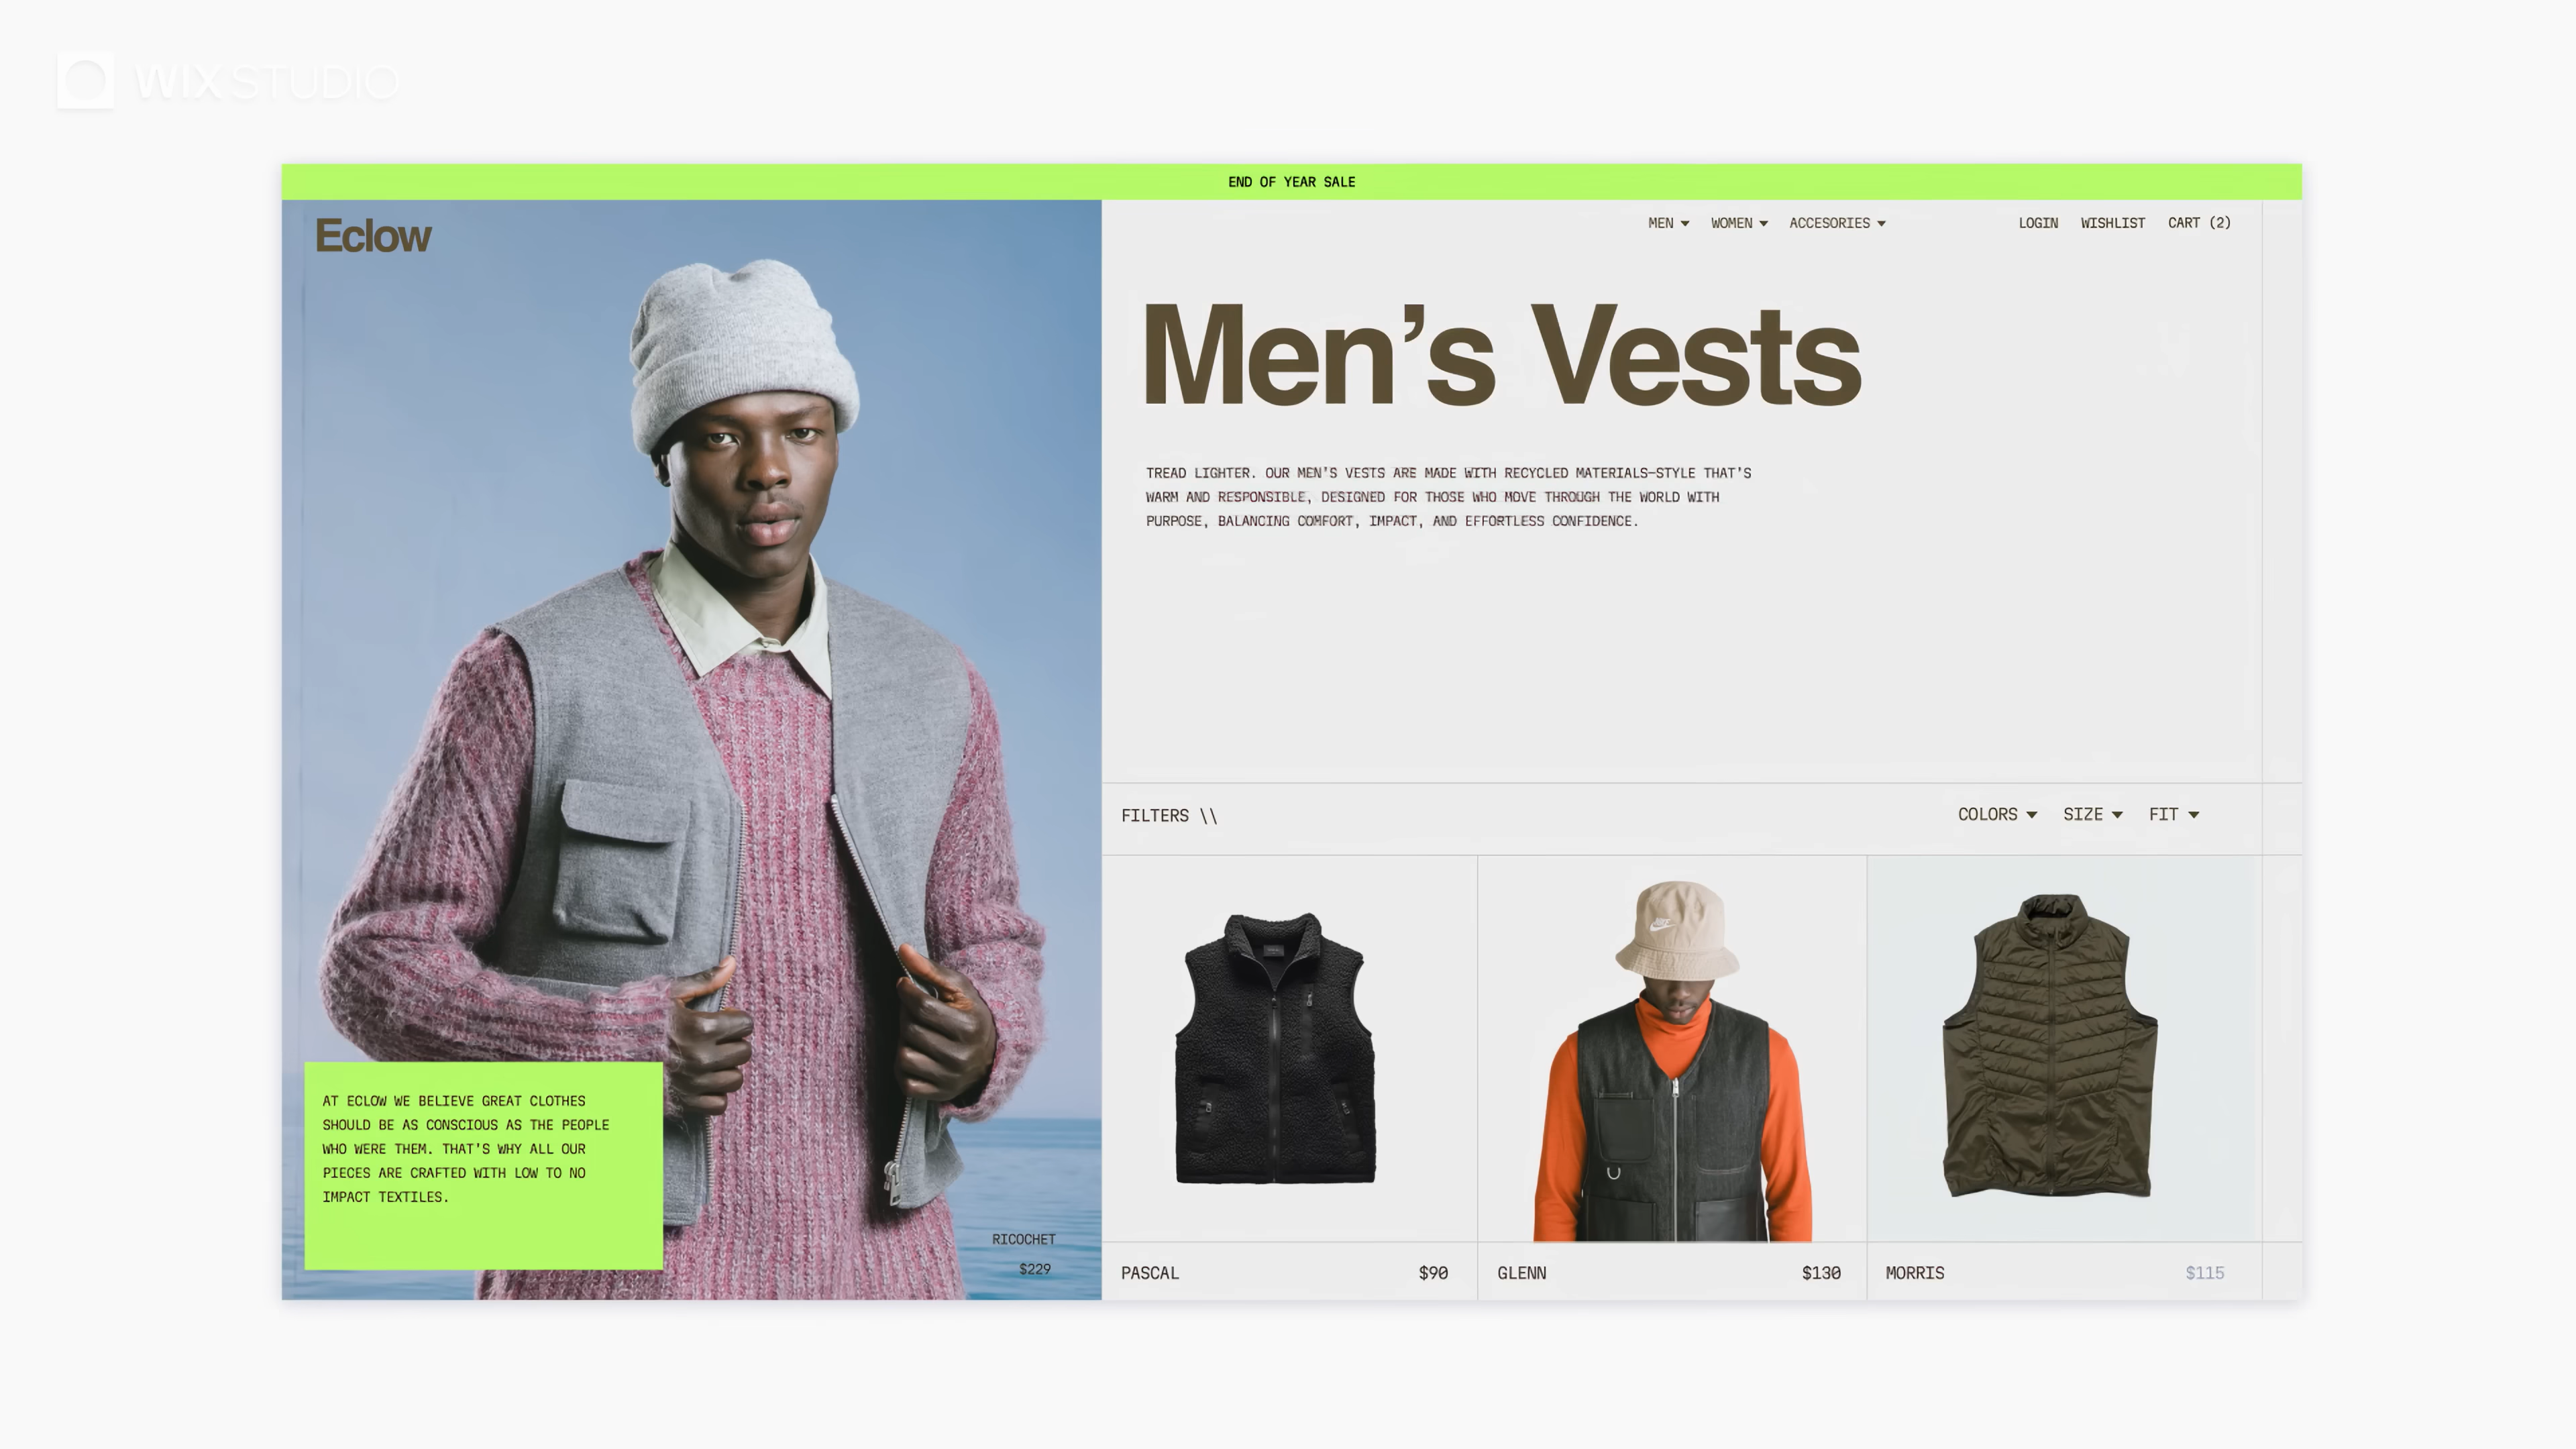 WIX STUDIO
END OF YEAR SALE
Eclow
MEN WOMEN ACCESORIES LOGIN WISHLIST CART (2)
Men’s Vests
TREAD LIGHTER. OUR MEN'S VESTS ARE MADE WITH RECYCLED MATERIALS—STYLE THAT'S
WARM AND RESPONSIBLE, DESIGNED FOR THOSE WHO MOVE THROUGH THE WORLD WITH
PURPOSE, BALANCING COMFORT, IMPACT, AND EFFORTLESS CONFIDENCE.
FILTERS \\
COLORS SIZE FIT
NIKE
AT ECLOW WE BELIEVE GREAT CLOTHES
SHOULD BE AS CONSCIOUS AS THE PEOPLE
WHO WERE THEM. THAT'S WHY ALL OUR
PIECES ARE CRAFTED WITH LOW TO NO
IMPACT TEXTILES.
RICOCHET
$229
PASCAL $90
GLENN $130
MORRIS $115